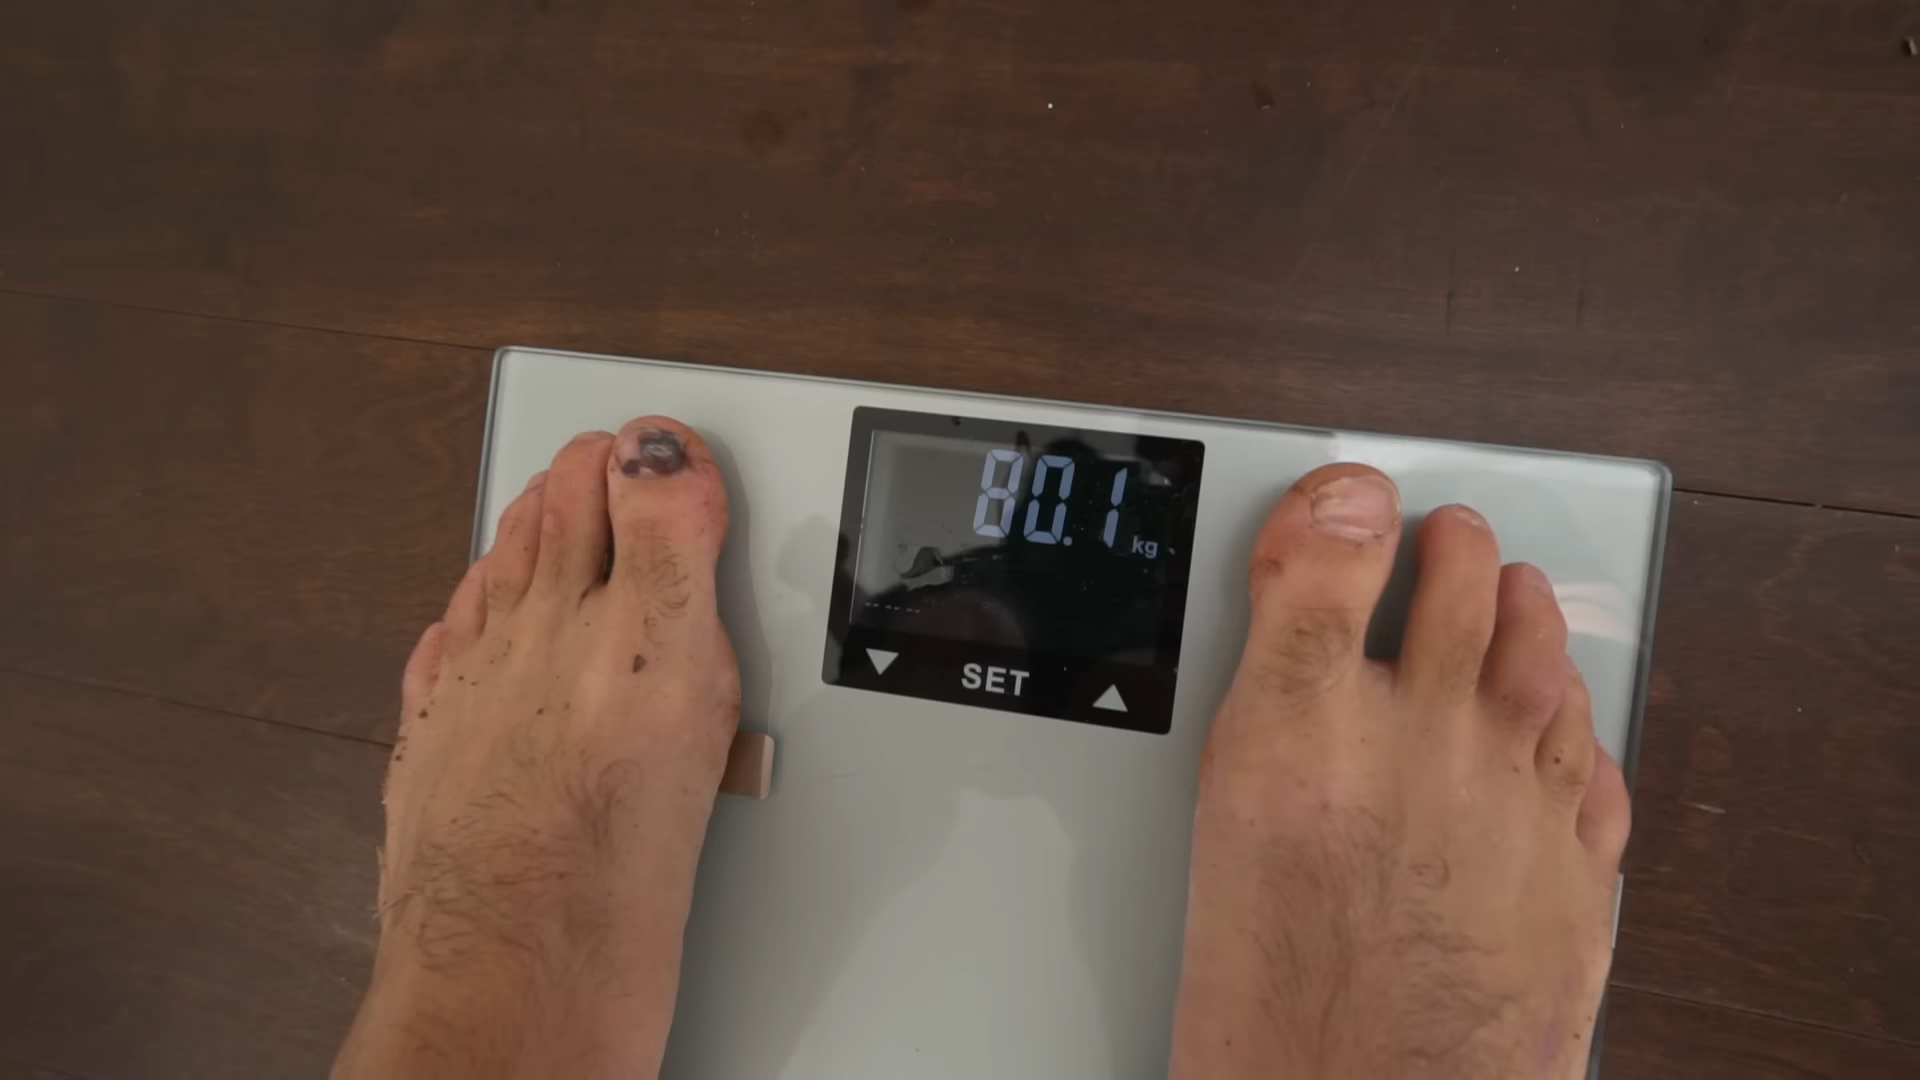 80.1 kg
----
▼ SET ▲